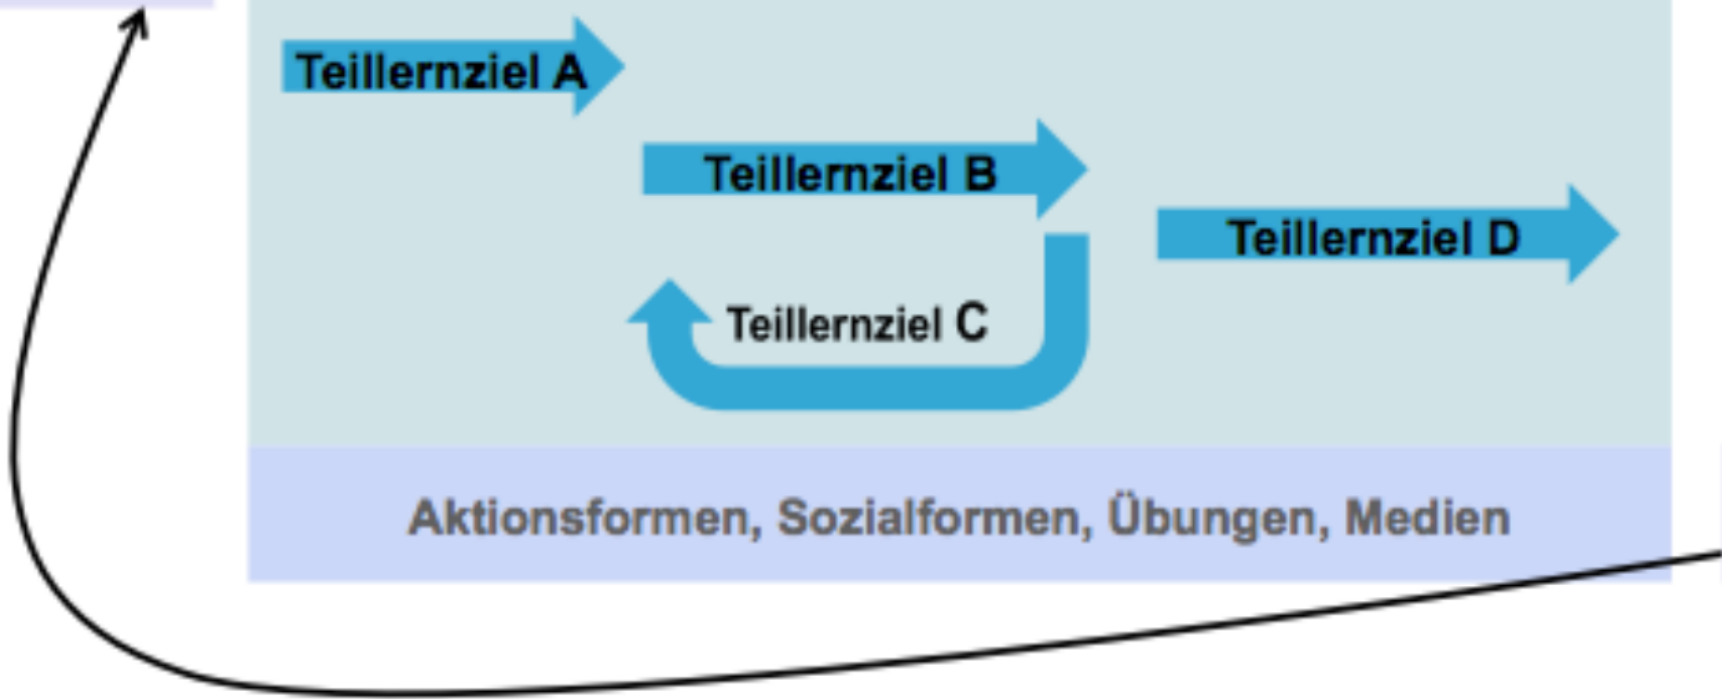 Teillernziel A
Teillernziel B
Teillernziel D
Teillernziel C
Aktionsformen, Sozialformen, Übungen, Medien